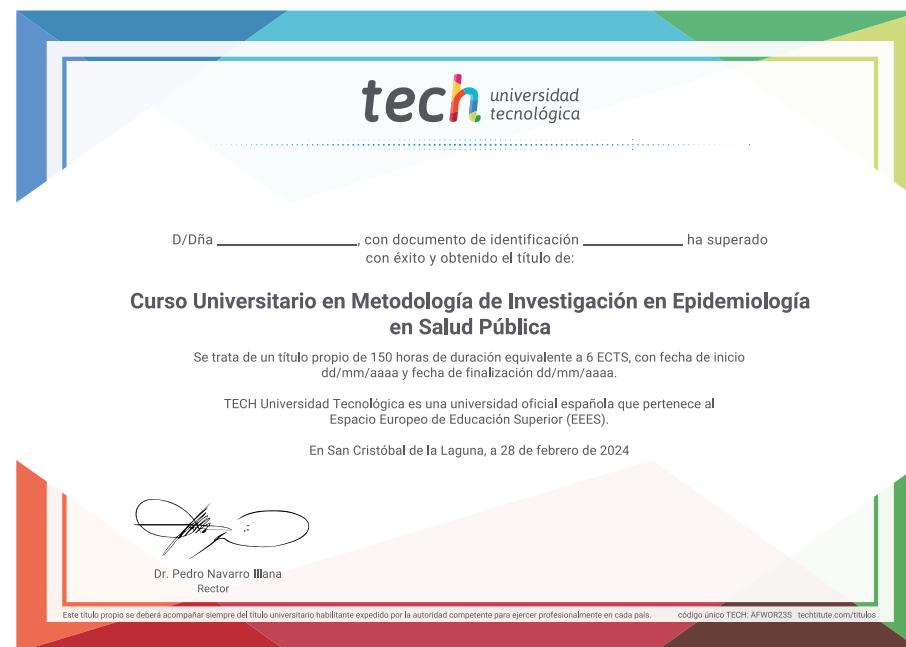 tech universidad
tecnológica
D/Dña ____________________, con documento de identificación ______________ ha superado
con éxito y obtenido el título de:
Curso Universitario en Metodología de Investigación en Epidemiología
en Salud Pública
Se trata de un título propio de 150 horas de duración equivalente a 6 ECTS, con fecha de inicio
dd/mm/aaaa y fecha de finalización dd/mm/aaaa.
TECH Universidad Tecnológica es una universidad oficial española que pertenece al
Espacio Europeo de Educación Superior (EEES).
En San Cristóbal de la Laguna, a 28 de febrero de 2024
Dr. Pedro Navarro Illana
Rector
Este título propio se deberá acompañar siempre del título universitario habilitante expedido por la autoridad competente para ejercer profesionalmente en cada país. código único TECH: AFWOR23S techtitute.com/titulos